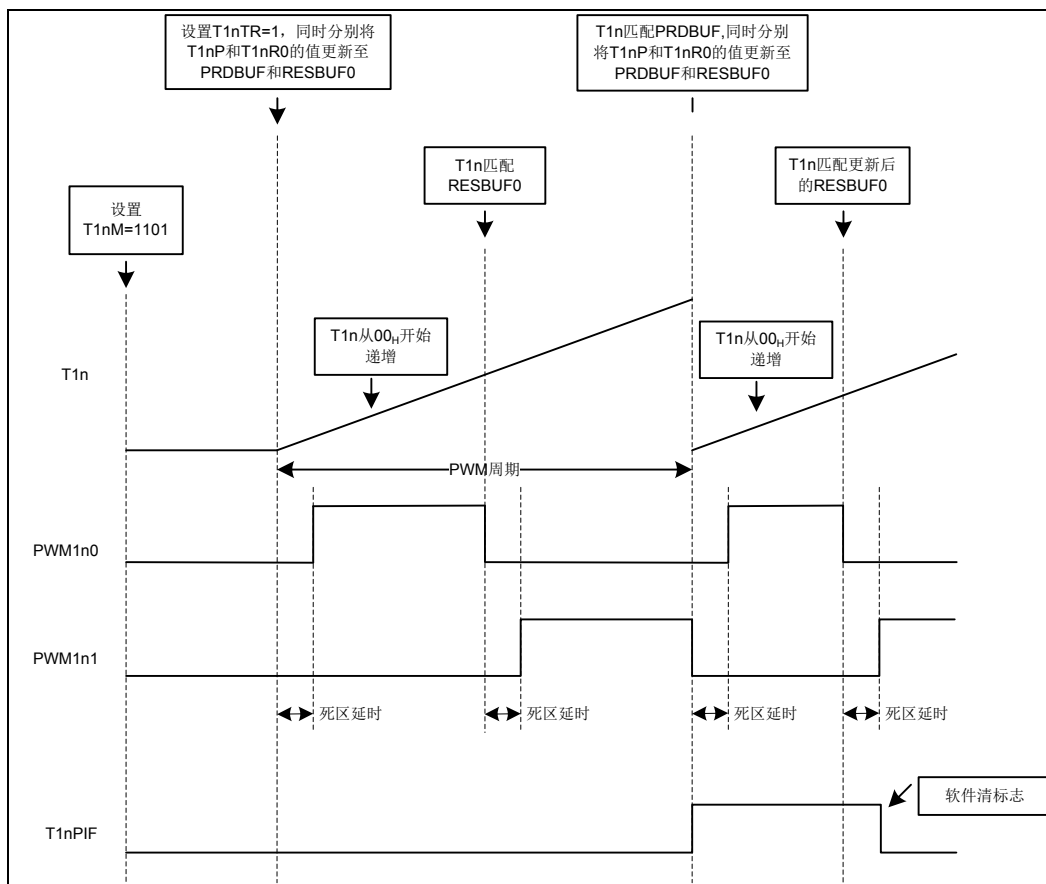 设置T1nTR=1，同时分别将
T1nP和T1nR0的值更新至
PRDBUF和RESBUF0
T1n匹配PRDBUF,同时分别
将T1nP和T1nR0的值更新至
PRDBUF和RESBUF0
T1n匹配
RESBUF0
T1n匹配更新后
的RESBUF0
设置
T1nM=1101
T1n从00H开始
递增
T1n从00H开始
递增
T1n
PWM周期
PWM1n0
PWM1n1
死区延时
死区延时
死区延时
死区延时
软件清标志
T1nPIF